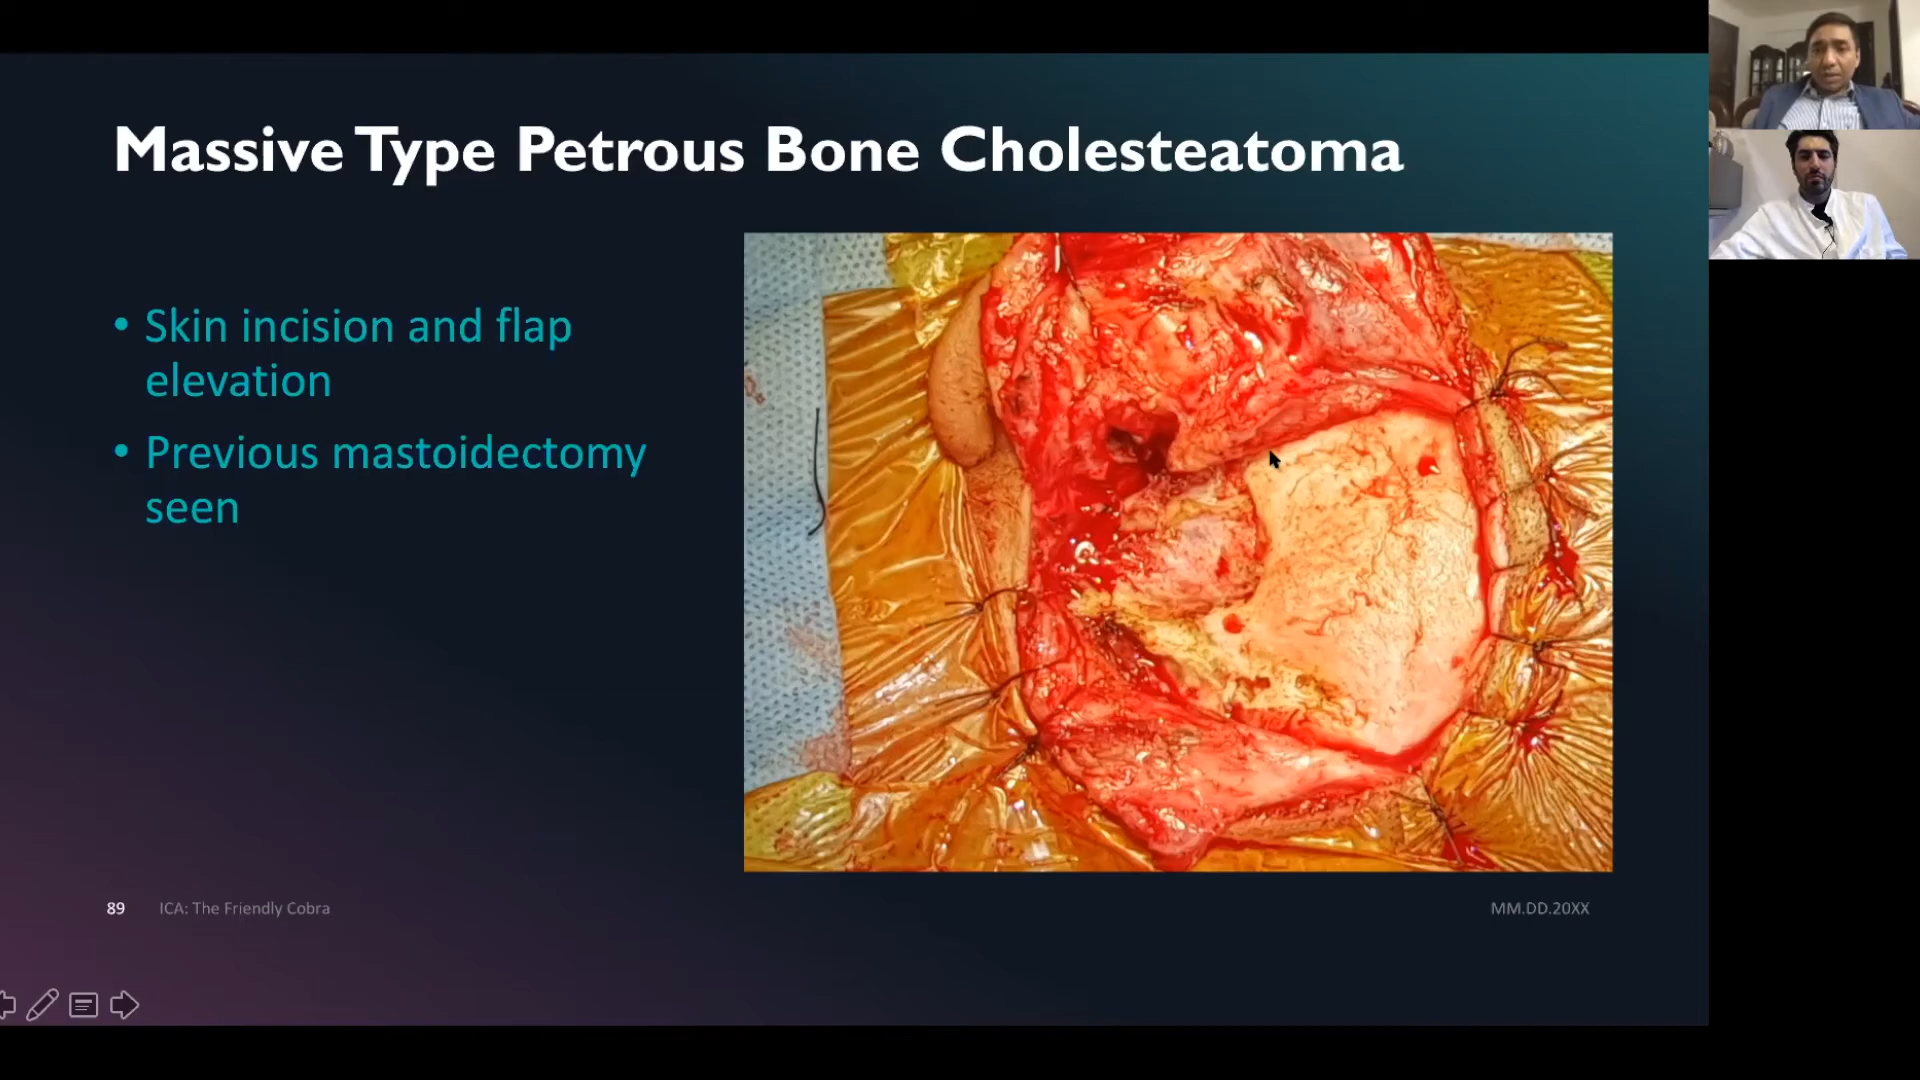 Massive Type Petrous Bone Cholesteatoma
• Skin incision and flap
elevation
• Previous mastoidectomy
seen
89 ICA: The Friendly Cobra MM.DD.20XX